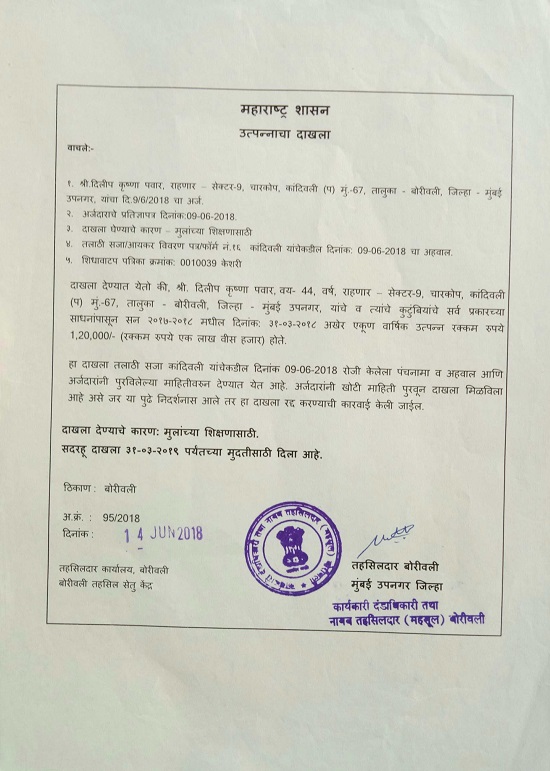 महाराष्ट्र शासन
उत्पन्नाचा दाखला
वाचले:-
१. श्री.दिलीप कृष्णा पवार, राहणार – सेक्टर-9, चारकोप, कांदिवली (प) मुं.-67, तालुका - बोरीवली, जिल्हा - मुंबई
उपनगर, यांचा दि.9/6/2018 चा अर्ज.
२. अर्जदाराचे प्रतिज्ञापत्र दिनांक:09-06-2018.
३. दाखला घेण्याचे कारण – मुलांच्या शिक्षणासाठी
४. तलाठी सजा/आयकर विवरण पत्र/फॉर्म नं.१६ कांदिवली यांचेकडील दिनांक: 09-06-2018 चा अहवाल.
५. शिधावाटप पत्रिका क्रमांक: 0010039 केशरी
दाखला देण्यात येतो की, श्री. दिलीप कृष्णा पवार, वय- 44, वर्ष, राहणार – सेक्टर-9, चारकोप, कांदिवली
(प) मुं.-67, तालुका - बोरीवली, जिल्हा - मुंबई उपनगर, यांचे व त्यांचे कुटुंबियांचे सर्व प्रकारच्या
साधनांपासून सन २०१७-२०१८ मधील दिनांक: ३१-०३-२०१८ अखेर एकूण वार्षिक उत्पन्न रक्कम रुपये
1,20,000/- (रक्कम रुपये एक लाख वीस हजार) होते.
हा दाखला तलाठी सजा कांदिवली यांचेकडील दिनांक 09-06-2018 रोजी केलेला पंचनामा व अहवाल आणि
अर्जदारांनी पुरविलेल्या माहितीवरुन देण्यात येत आहे. अर्जदारांनी खोटी माहिती पुरवून दाखला मिळविला
आहे असे जर या पुढे निदर्शनास आले तर हा दाखला रद्द करण्याची कारवाई केली जाईल.
दाखला देण्याचे कारण: मुलांच्या शिक्षणासाठी.
सदरहू दाखला ३१-०३-२०१९ पर्यंतच्या मुदतीसाठी दिला आहे.
ठिकाण : बोरीवली
अ.क्रं : 95/2018
दिनांक : 14 JUN 2018
तहसिलदार कार्यालय, बोरीवली
बोरीवली तहसिल सेतु केंद्र
तहसिलदार बोरीवली
मुंबई उपनगर जिल्हा
कार्यकारी दंडाधिकारी तथा
नायब तहसिलदार (महसूल) बोरीवली
कार्यकारी दंडाधिकारी तथा नायब तहसिलदार (महसूल) बोरीवली